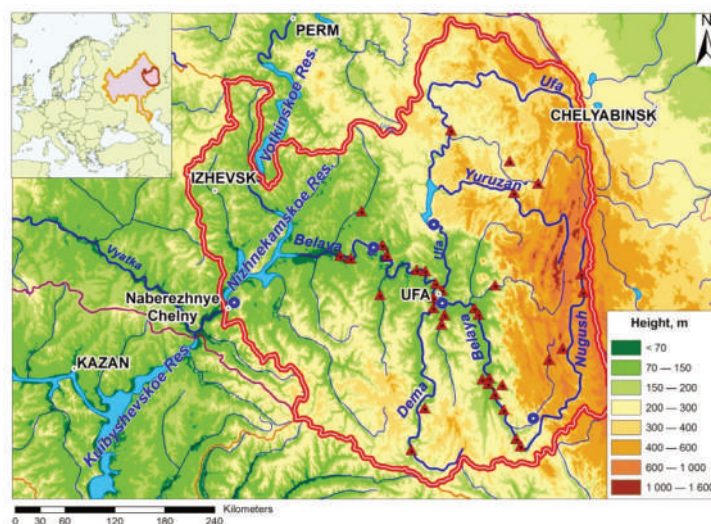 PERM
N
Votkinskoe Res.
Ufa
CHELYABINSK
IZHEVSK
Yuruzan'
Nizhnekamskoe Res.
Belaya
Ufa
Vyatka
Naberezhnye
Chelny
UFA
KAZAN
Kuibyshevskoe Res.
Dema
Belaya
Nugush
Height, m
< 70
70 — 150
150 — 200
200 — 300
300 — 400
400 — 600
600 — 1 000
1 000 — 1 600
Kilometers
0 30 60 120 180 240